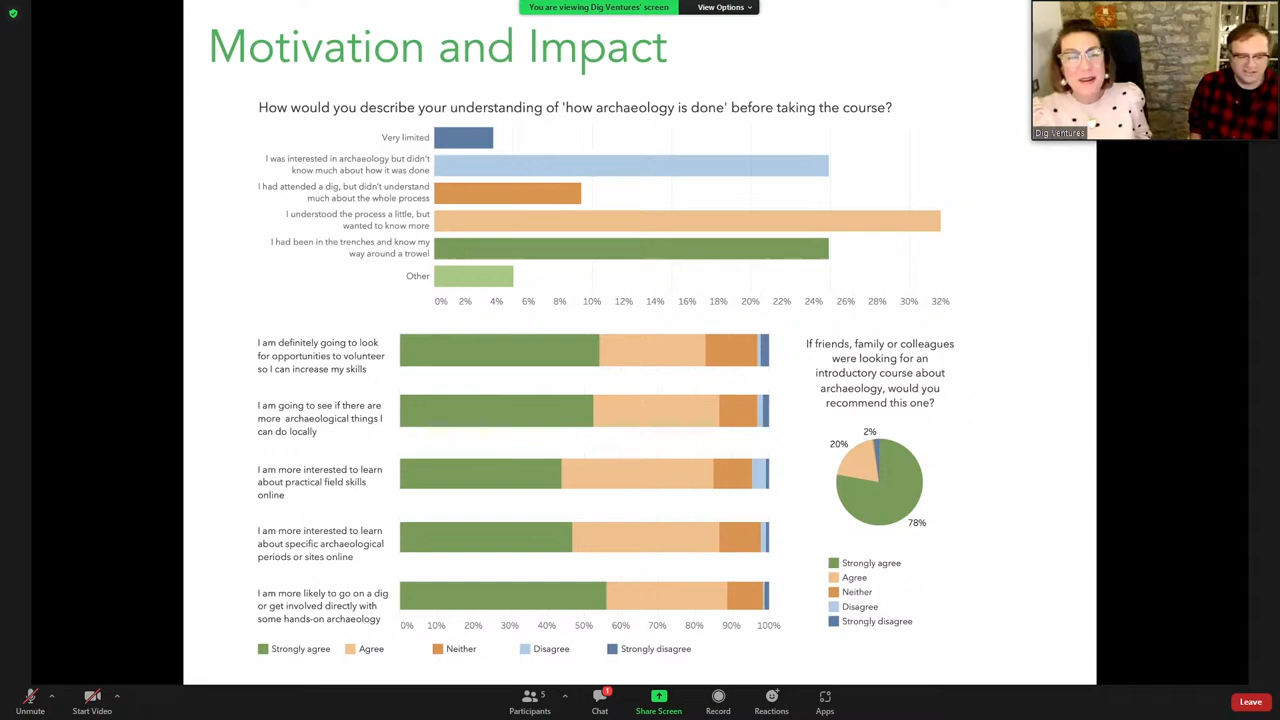 You are viewing Dig Ventures' screen
View Options
Motivation and Impact
Dig Ventures
How would you describe your understanding of 'how archaeology is done' before taking the course?
Very limited
I was interested in archaeology but didn't
know much about how it was done
I had attended a dig, but didn't understand
much about the whole process
I understood the process a little, but
wanted to know more
I had been in the trenches and know my
way around a trowel
Other
0% 2% 4% 6% 8% 10% 12% 14% 16% 18% 20% 22% 24% 26% 28% 30% 32%
I am definitely going to look
for opportunities to volunteer
so I can increase my skills
I am going to see if there are
more archaeological things I
can do locally
I am more interested to learn
about practical field skills
online
I am more interested to learn
about specific archaeological
periods or sites online
I am more likely to go on a dig
or get involved directly with
some hands-on archaeology
0% 10% 20% 30% 40% 50% 60% 70% 80% 90% 100%
Strongly agree Agree Neither Disagree Strongly disagree
If friends, family or colleagues
were looking for an
introductory course about
archaeology, would you
recommend this one?
2%
20%
78%
Strongly agree
Agree
Neither
Disagree
Strongly disagree
Unmute
Start Video
5
Participants
1
Chat
Share Screen
Record
Reactions
Apps
Leave